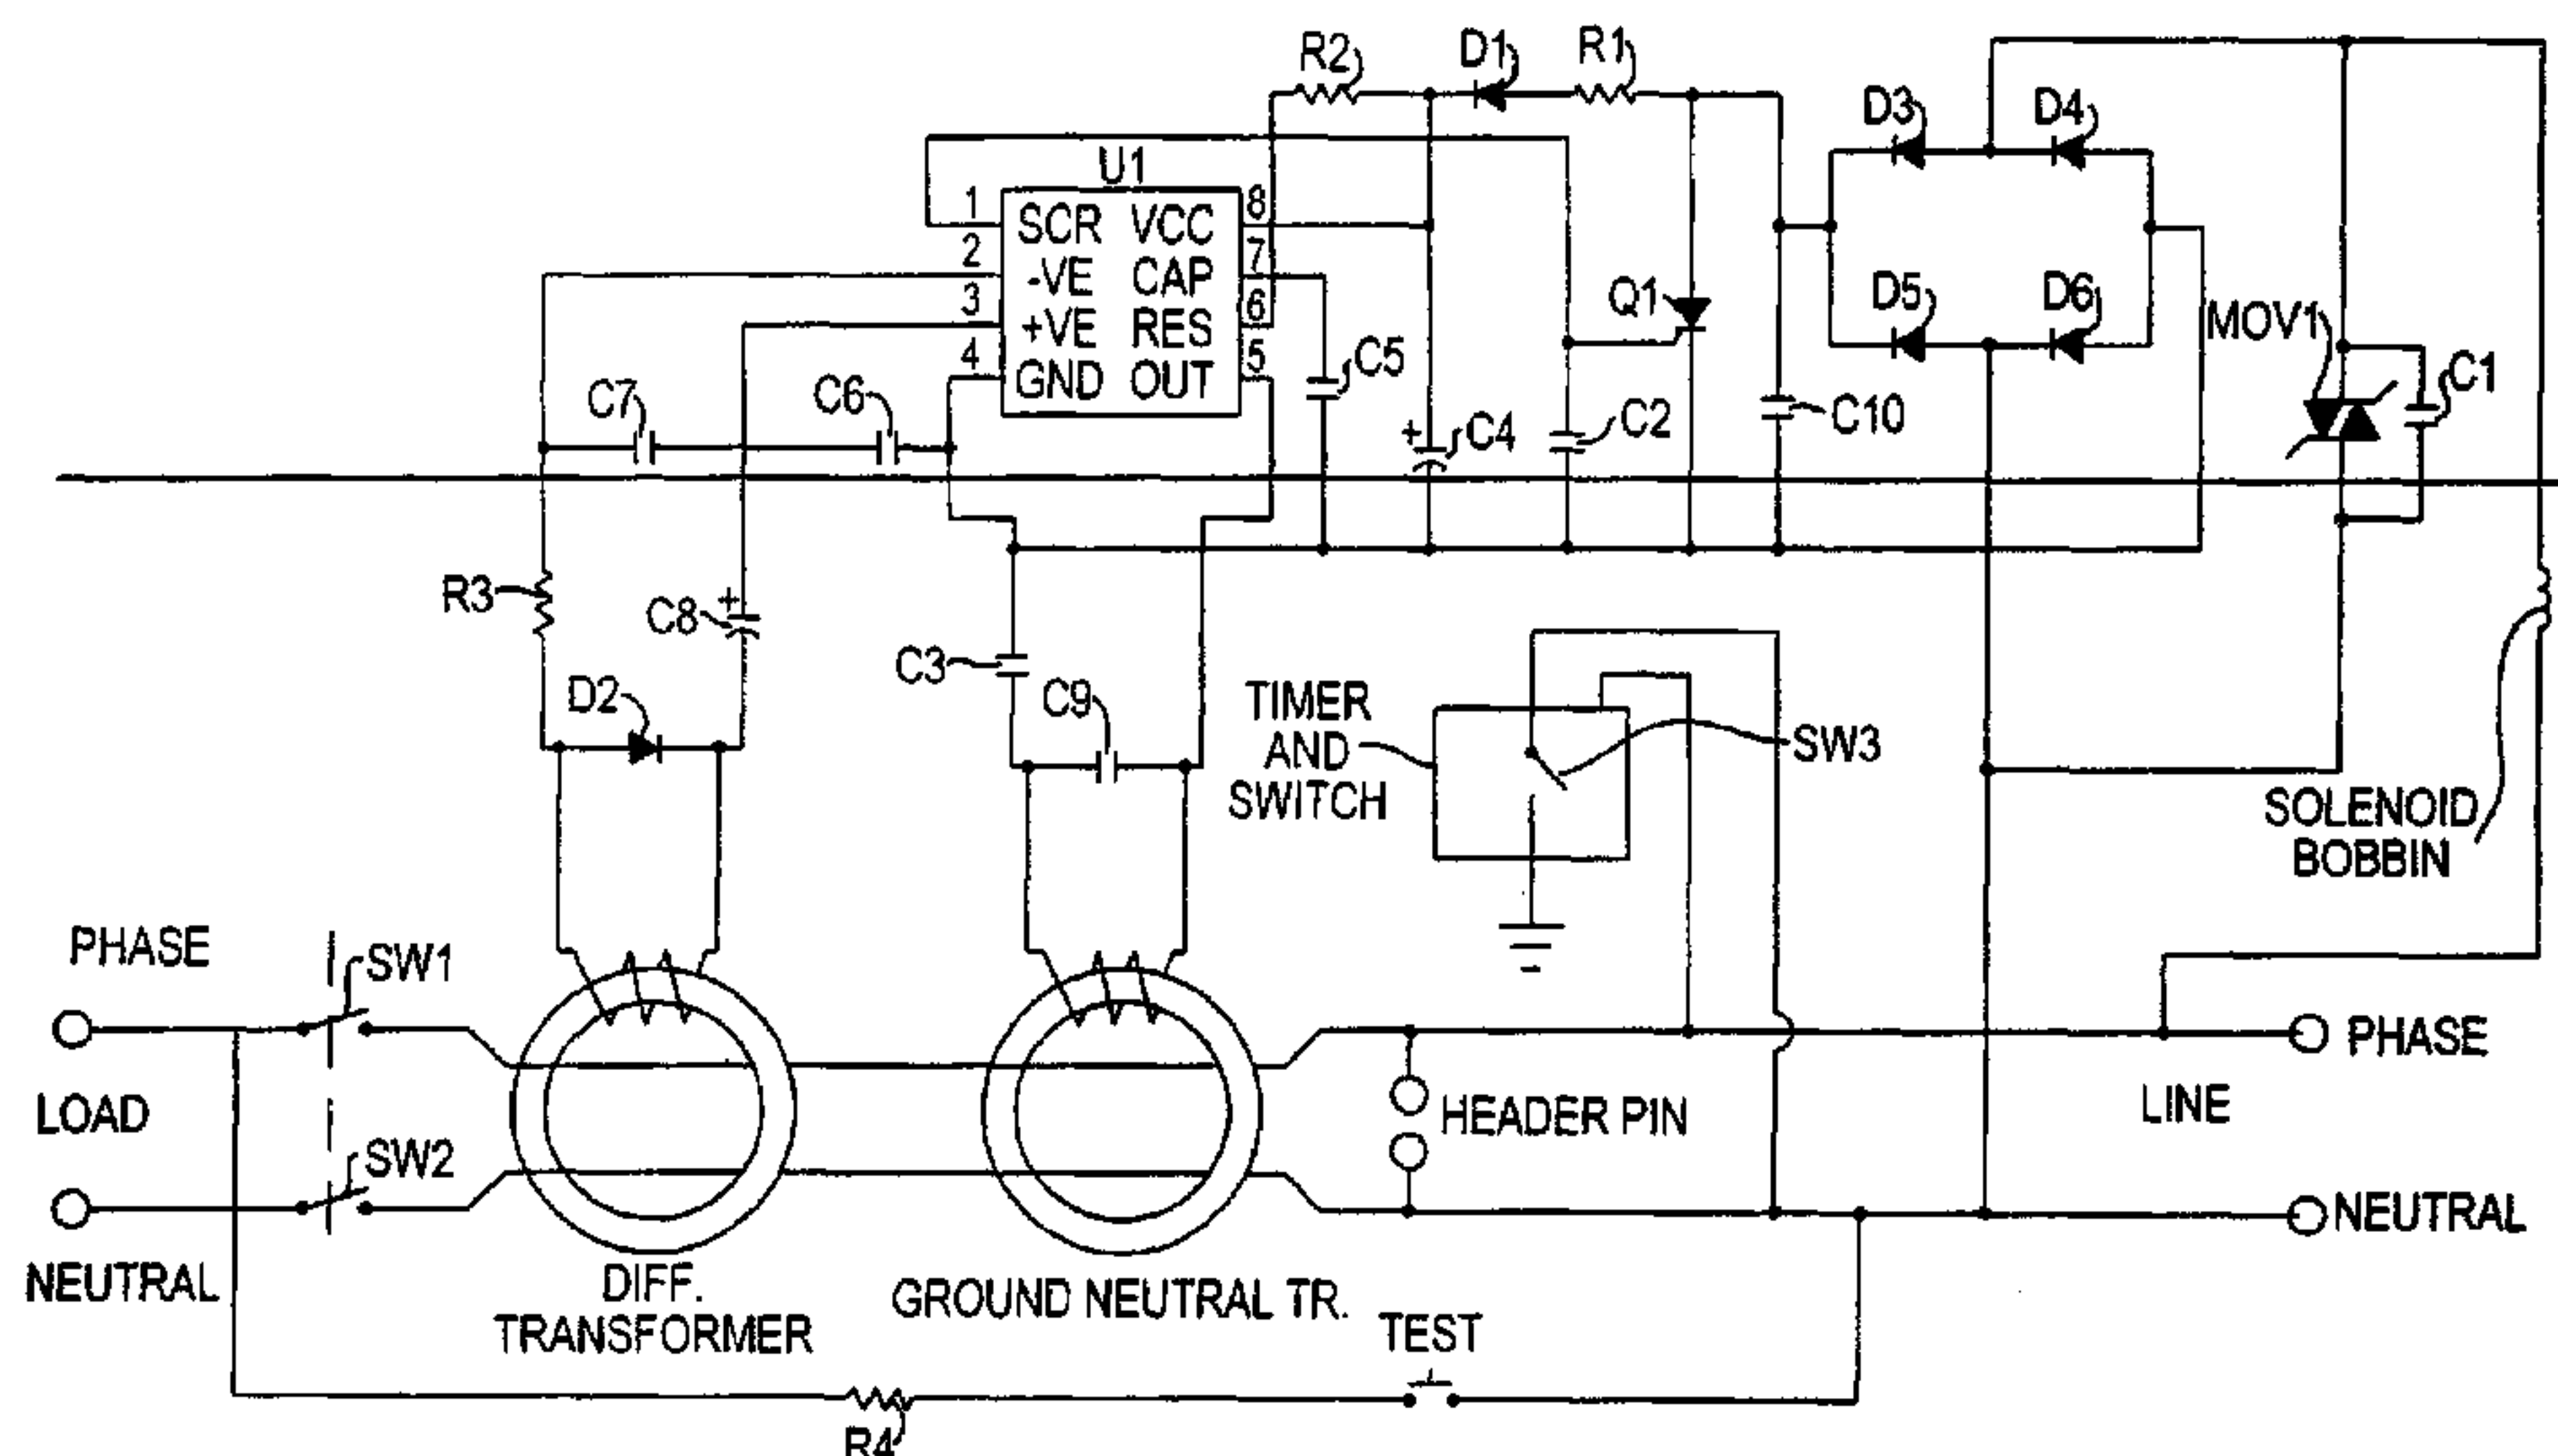 R2
D1
R1
D3
D4
U1
1 SCR VCC 8
2 -VE CAP 7
3 +VE RES 6
4 GND OUT 5
Q1
D5
D6
MOV1
C7
C6
C5
C4
+
C2
C10
C1
R3
C8
+
C3
D2
C9
TIMER
AND
SWITCH
SW3
SOLENOID
BOBBIN
PHASE
SW1
LOAD
HEADER PIN
PHASE
LINE
SW2
NEUTRAL
NEUTRAL
DIFF.
TRANSFORMER
GROUND NEUTRAL TR.
TEST
R4